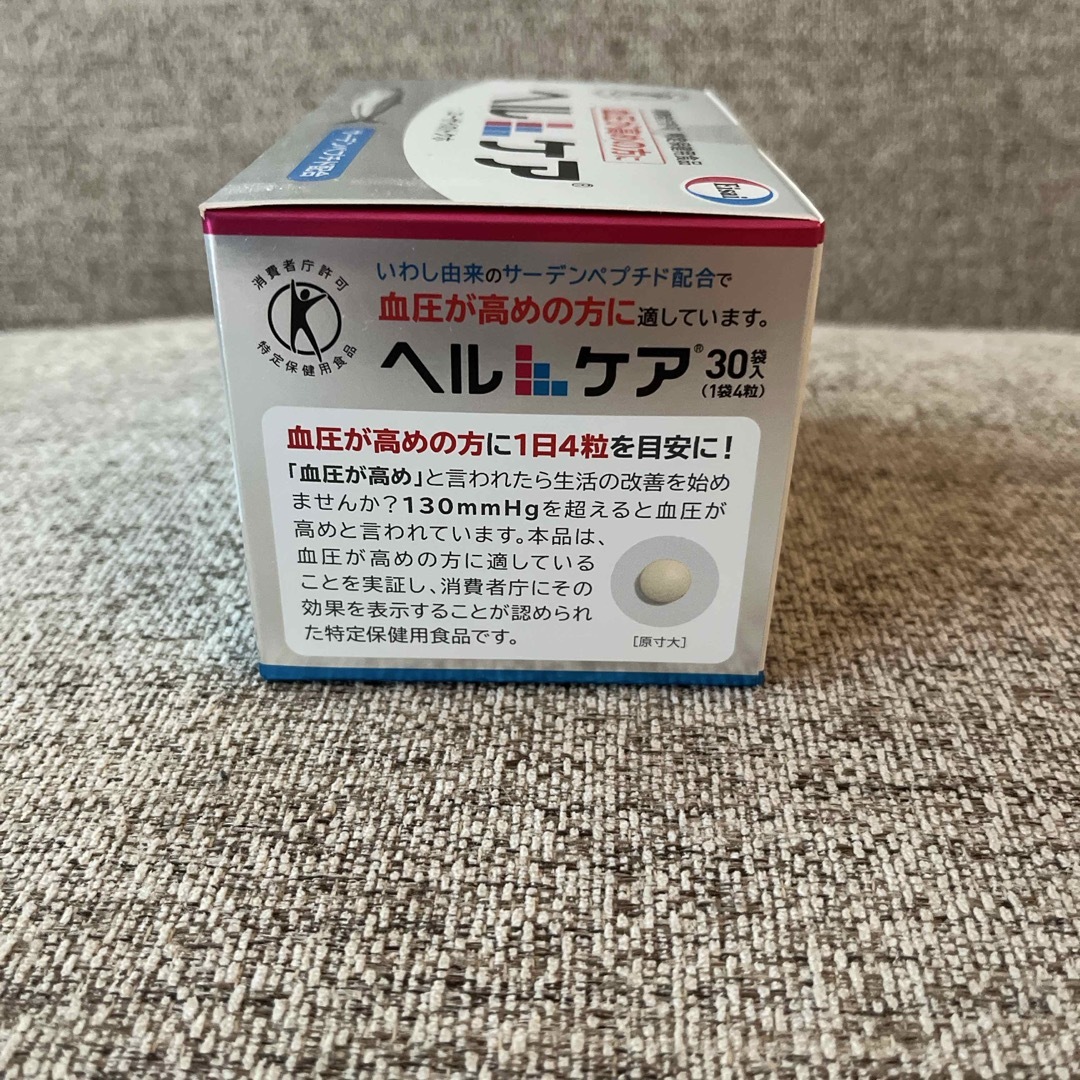 ヘルケア®
Eisai
消費者庁許可
特定保健用食品
いわし由来のサーデンペプチド配合で
血圧が高めの方に適しています。
ヘルケア® 30袋入
(1袋4粒)
血圧が高めの方に1日4粒を目安に!
「血圧が高め」と言われたら生活の改善を始め
ませんか?130mmHgを超えると血圧が
高めと言われています。本品は、
血圧が高めの方に適している
ことを実証し、消費者庁にその
効果を表示することが認められ
た特定保健用食品です。
[原寸大]